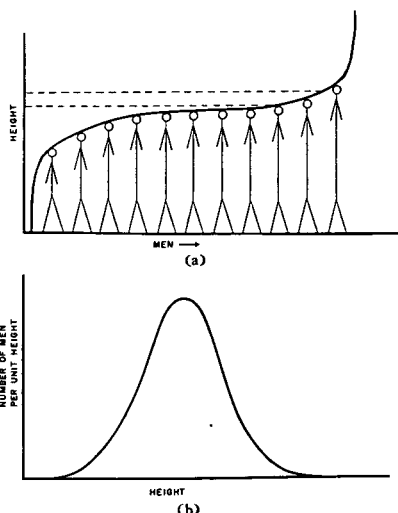 HEIGHT
MEN →
(a)
NUMBER OF MEN
PER UNIT HEIGHT
HEIGHT
(b)